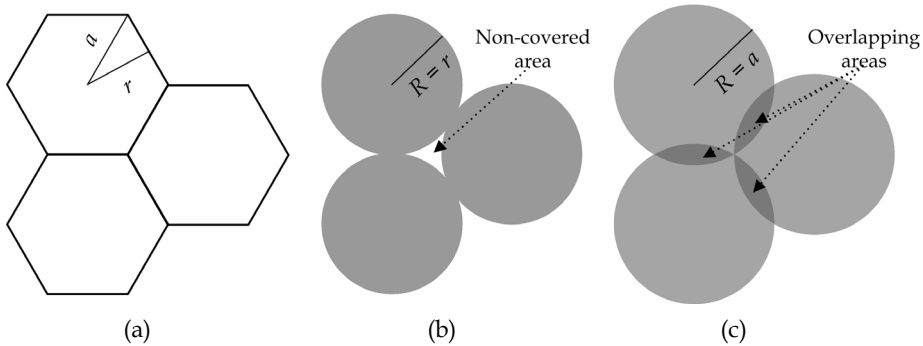 a
r
(a)
R = r
Non-covered
area
(b)
R = a
Overlapping
areas
(c)